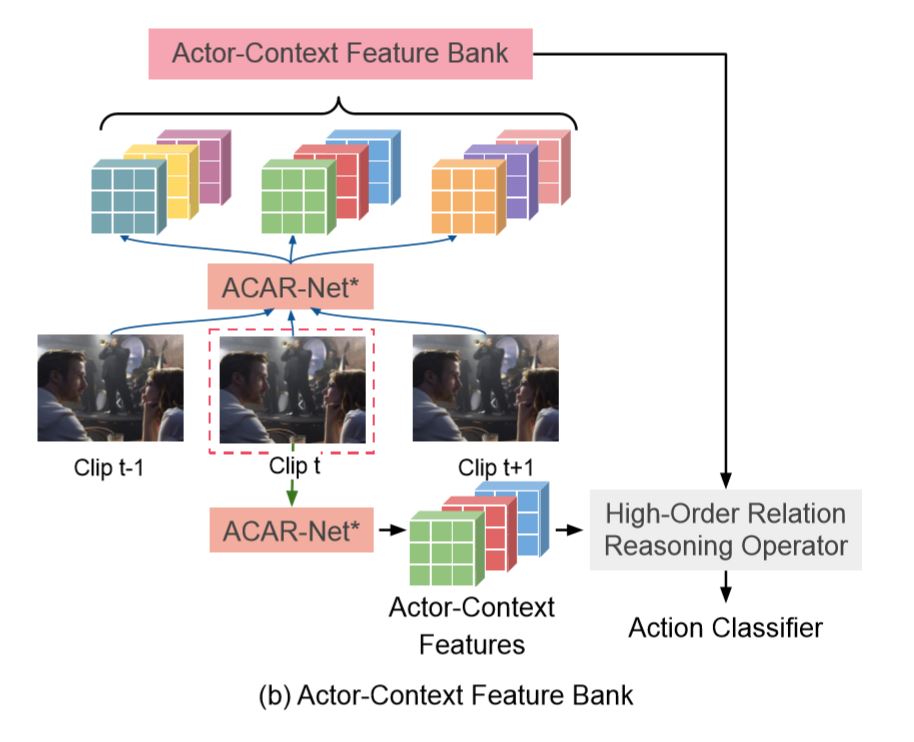 Actor-Context Feature Bank
ACAR-Net*
Clip t-1
Clip t
Clip t+1
ACAR-Net*
High-Order Relation
Reasoning Operator
Actor-Context
Features
Action Classifier
(b) Actor-Context Feature Bank